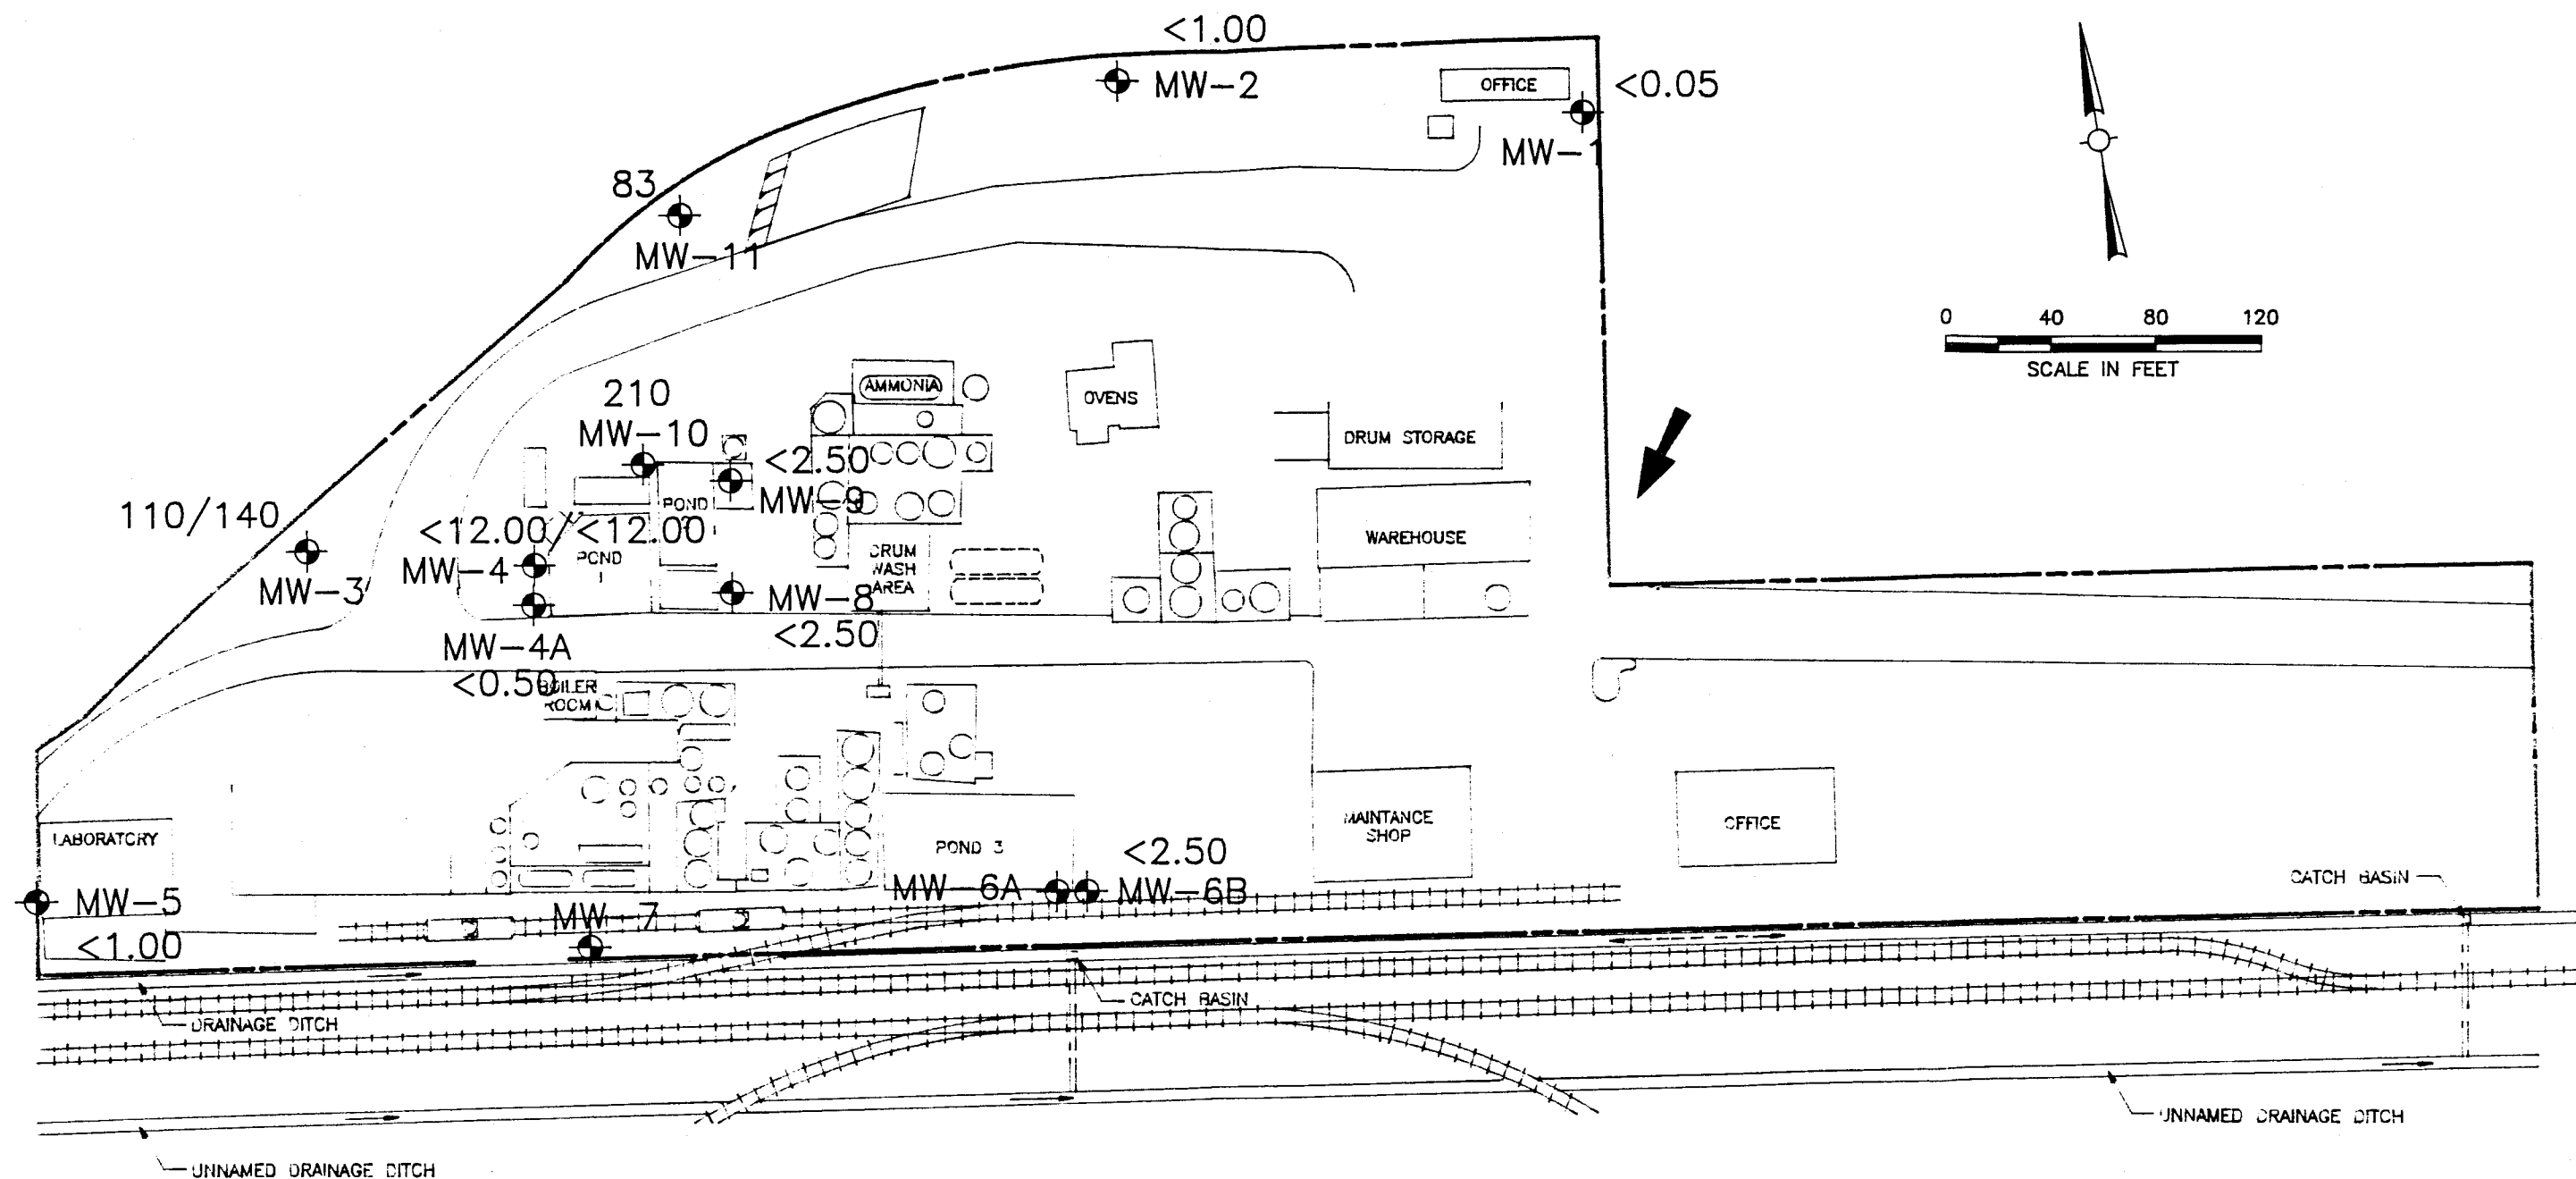 <1.00
MW-2
OFFICE
<0.05
MW-1
83
MW-11
0 40 80 120
SCALE IN FEET
AMMONIA
OVENS
210
MW-10
DRUM STORAGE
<2.50
MW-9
POND
110/140
<12.00/<12.00
WAREHOUSE
MW-4
POND
1
DRUM
WASH
AREA
MW-3
MW-8
<2.50
MW-4A
<0.50
BOILER
ROOM
LABORATORY
MAINTANCE
SHOP
OFFICE
POND 3
<2.50
MW-6A
MW-6B
CATCH BASIN
MW-5
MW-7
<1.00
CATCH BASIN
DRAINAGE DITCH
UNNAMED DRAINAGE DITCH
UNNAMED DRAINAGE DITCH